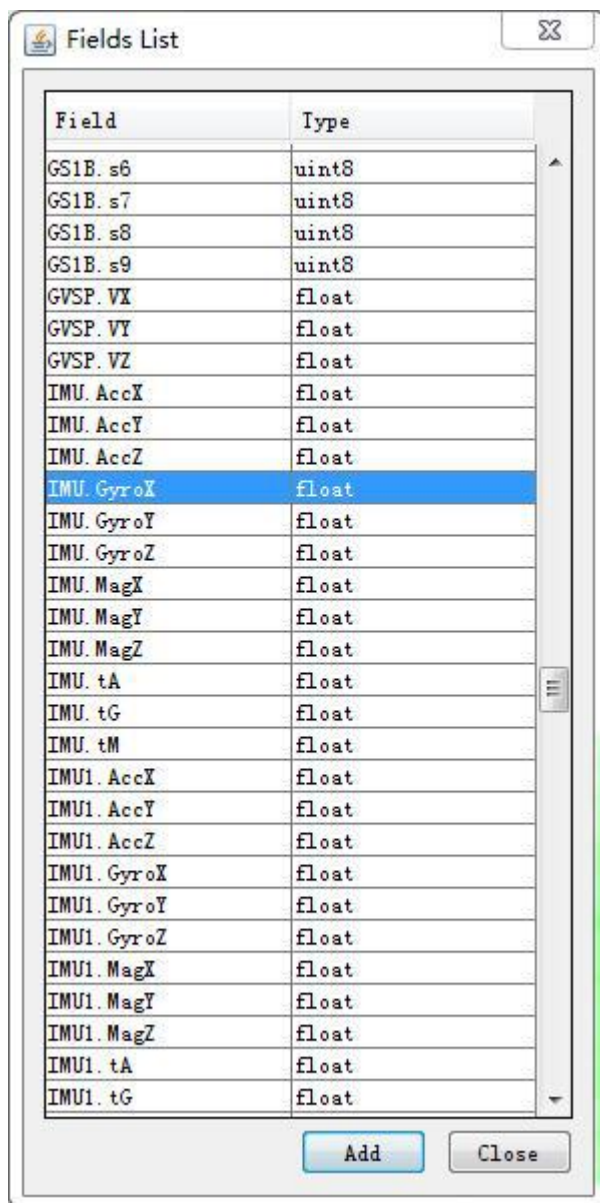 Fields List
Field Type
GS1B.s6 uint8
GS1B.s7 uint8
GS1B.s8 uint8
GS1B.s9 uint8
GVSP.VX float
GVSP.VY float
GVSP.VZ float
IMU.AccX float
IMU.AccY float
IMU.AccZ float
IMU.GyroX float
IMU.GyroY float
IMU.GyroZ float
IMU.MagX float
IMU.MagY float
IMU.MagZ float
IMU.tA float
IMU.tG float
IMU.tM float
IMU1.AccX float
IMU1.AccY float
IMU1.AccZ float
IMU1.GyroX float
IMU1.GyroY float
IMU1.GyroZ float
IMU1.MagX float
IMU1.MagY float
IMU1.MagZ float
IMU1.tA float
IMU1.tG float
Add Close